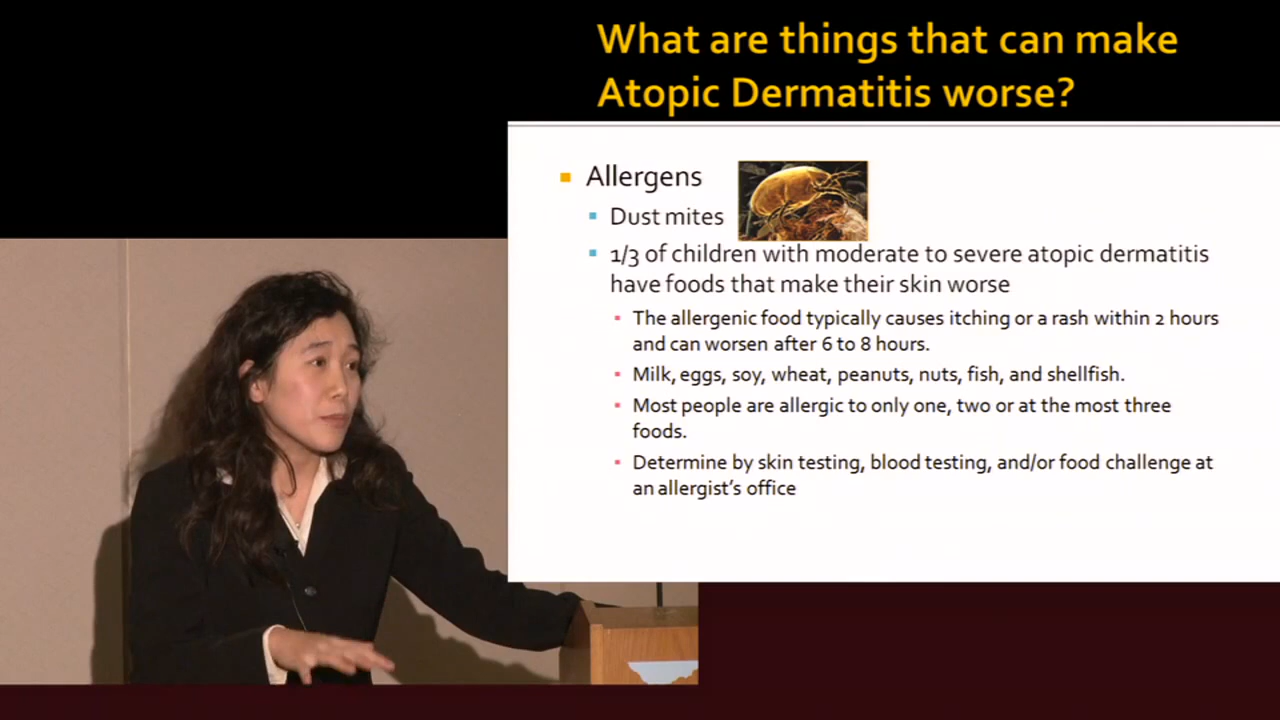 What are things that can make
Atopic Dermatitis worse?
Allergens
Dust mites
1/3 of children with moderate to severe atopic dermatitis
have foods that make their skin worse
The allergenic food typically causes itching or a rash within 2 hours
and can worsen after 6 to 8 hours.
Milk, eggs, soy, wheat, peanuts, nuts, fish, and shellfish.
Most people are allergic to only one, two or at the most three
foods.
Determine by skin testing, blood testing, and/or food challenge at
an allergist's office